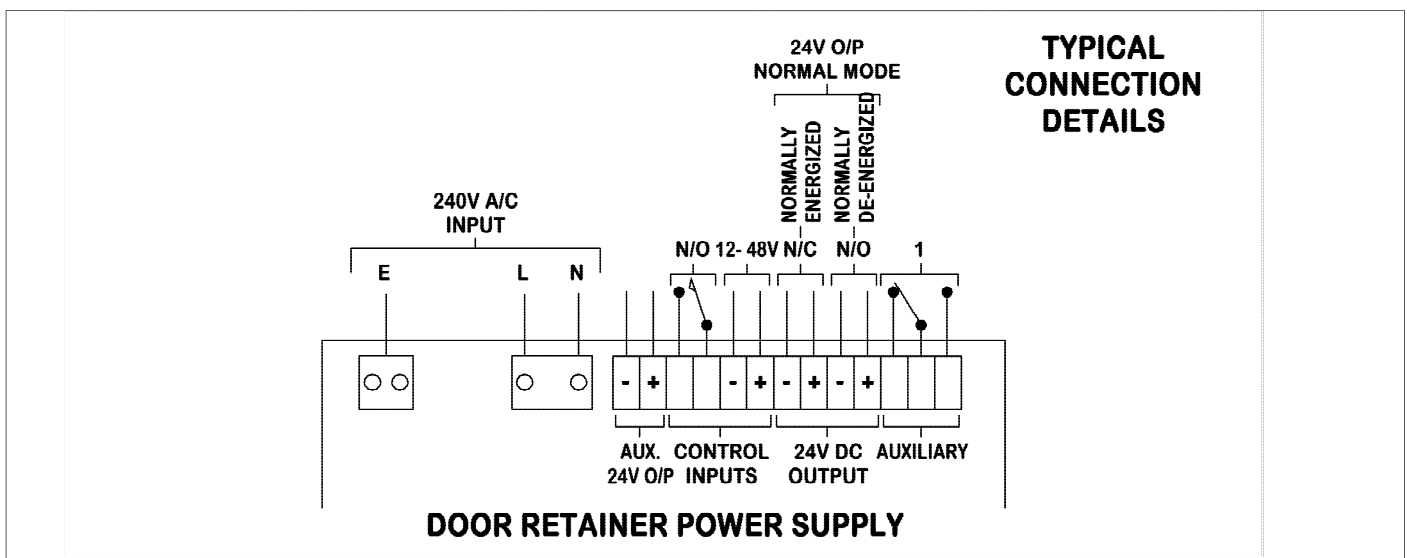 TYPICAL
CONNECTION
DETAILS
24V O/P
NORMAL MODE
NORMALLY
ENERGIZED
NORMALLY
DE-ENERGIZED
240V A/C
INPUT
E L N
N/O 12- 48V N/C N/O 1
- + - + - + - +
AUX.
24V O/P
CONTROL
INPUTS
24V DC
OUTPUT
AUXILIARY
DOOR RETAINER POWER SUPPLY